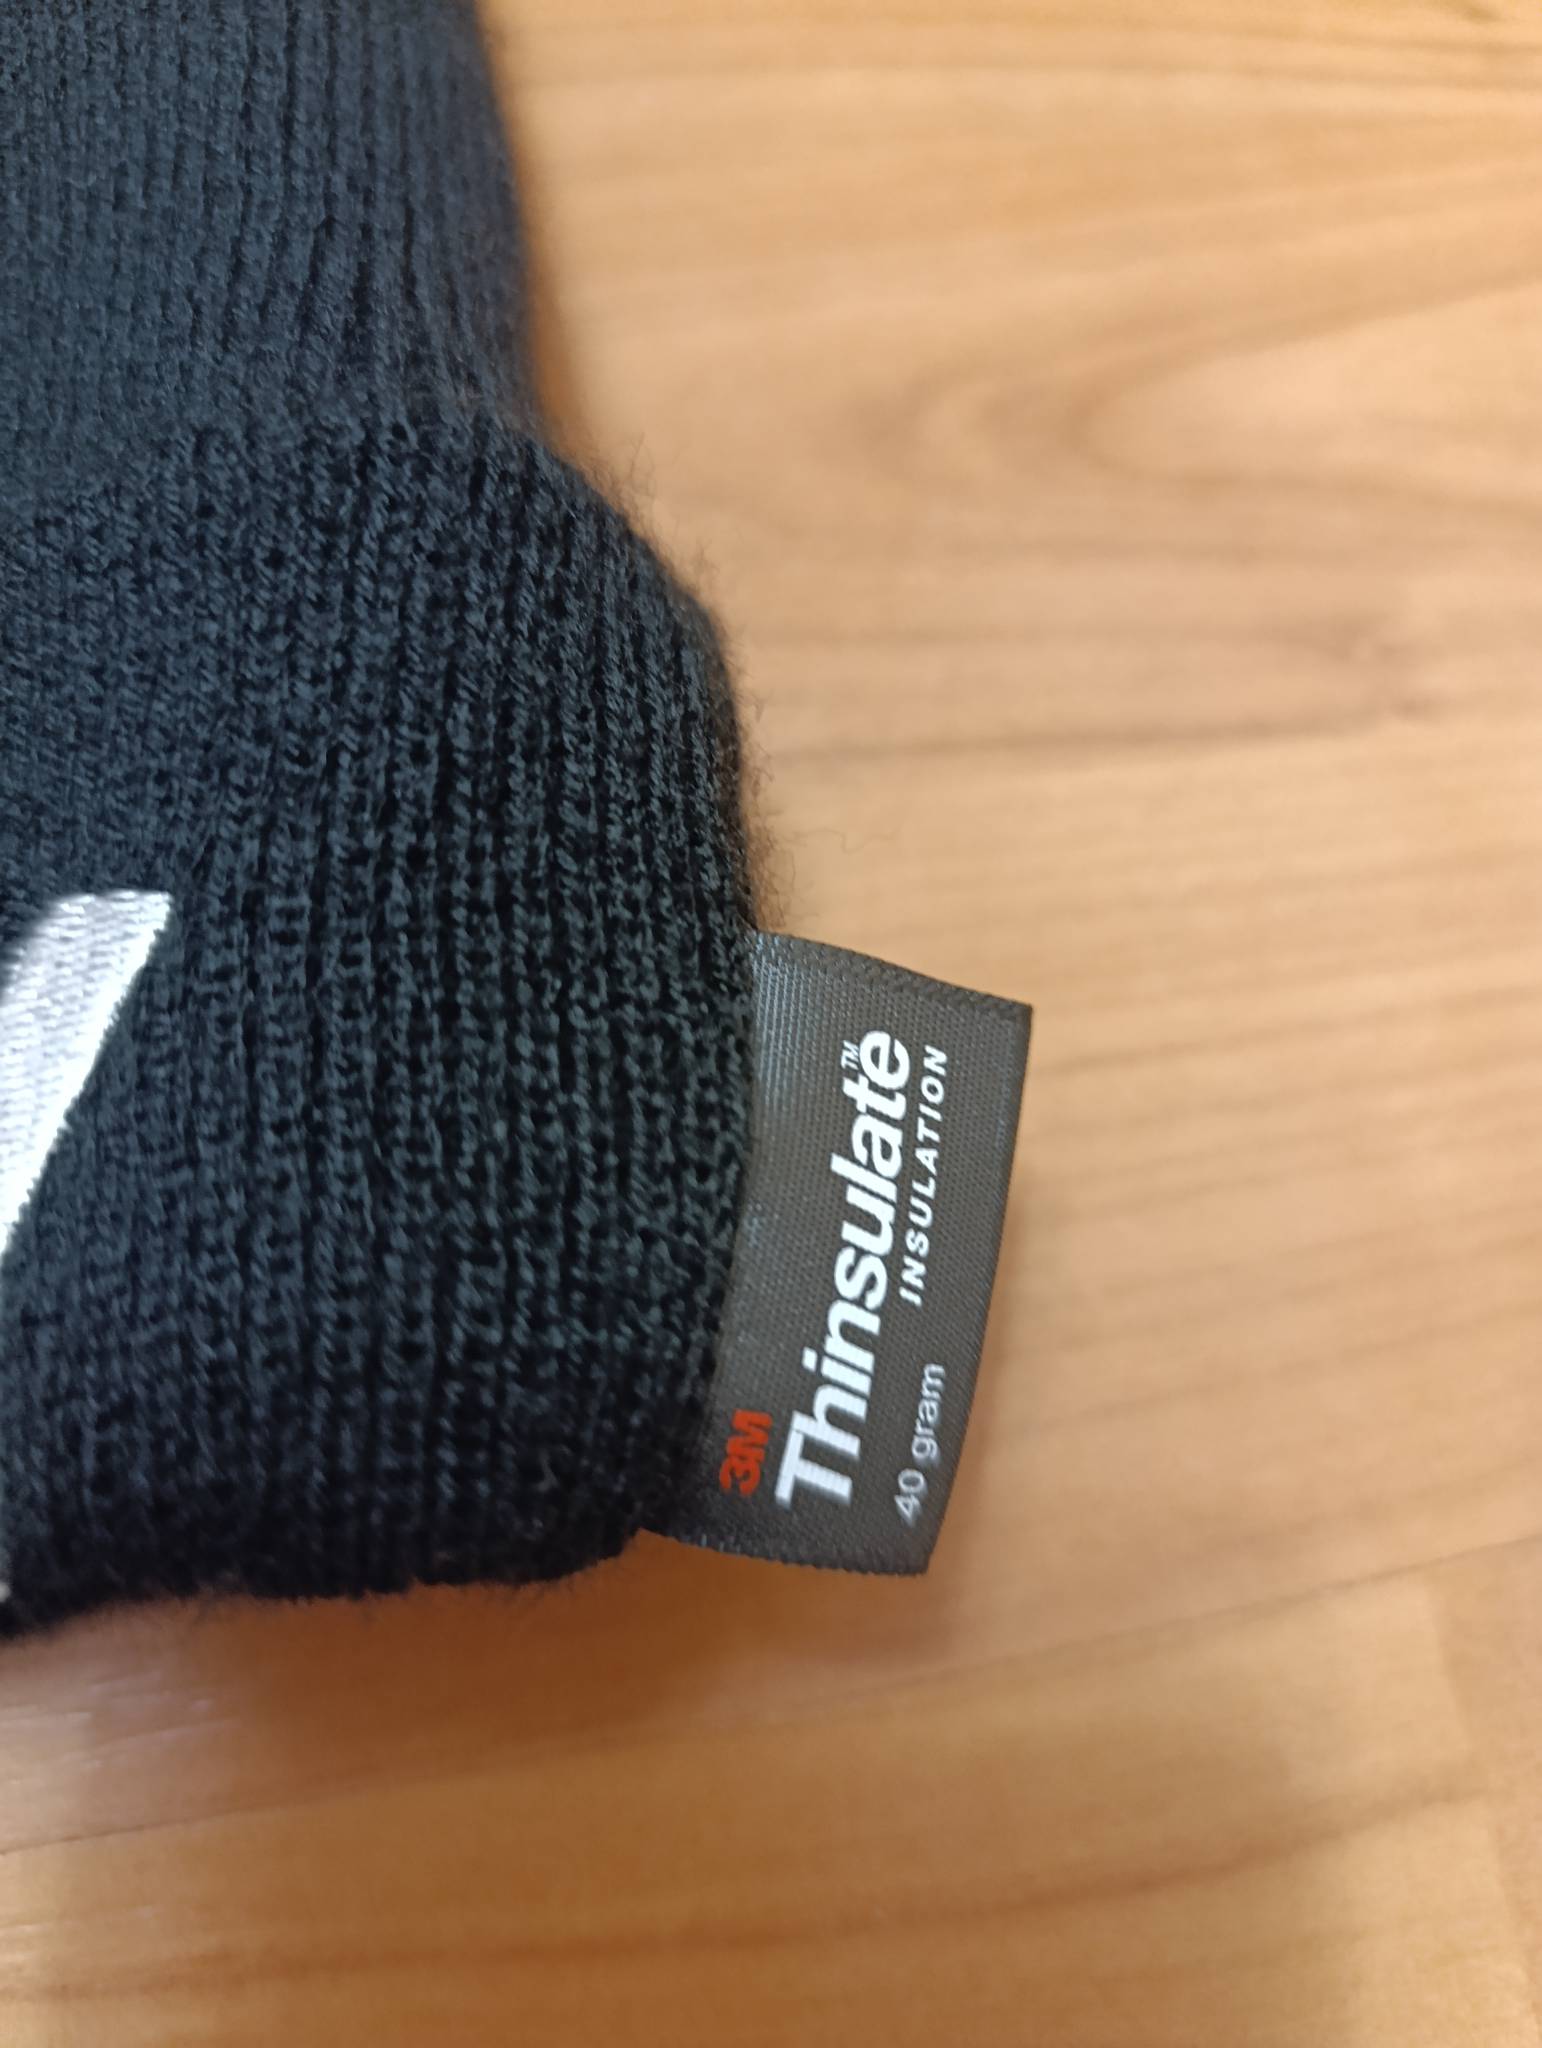 3M
Thinsulate™
INSULATION
40 gram